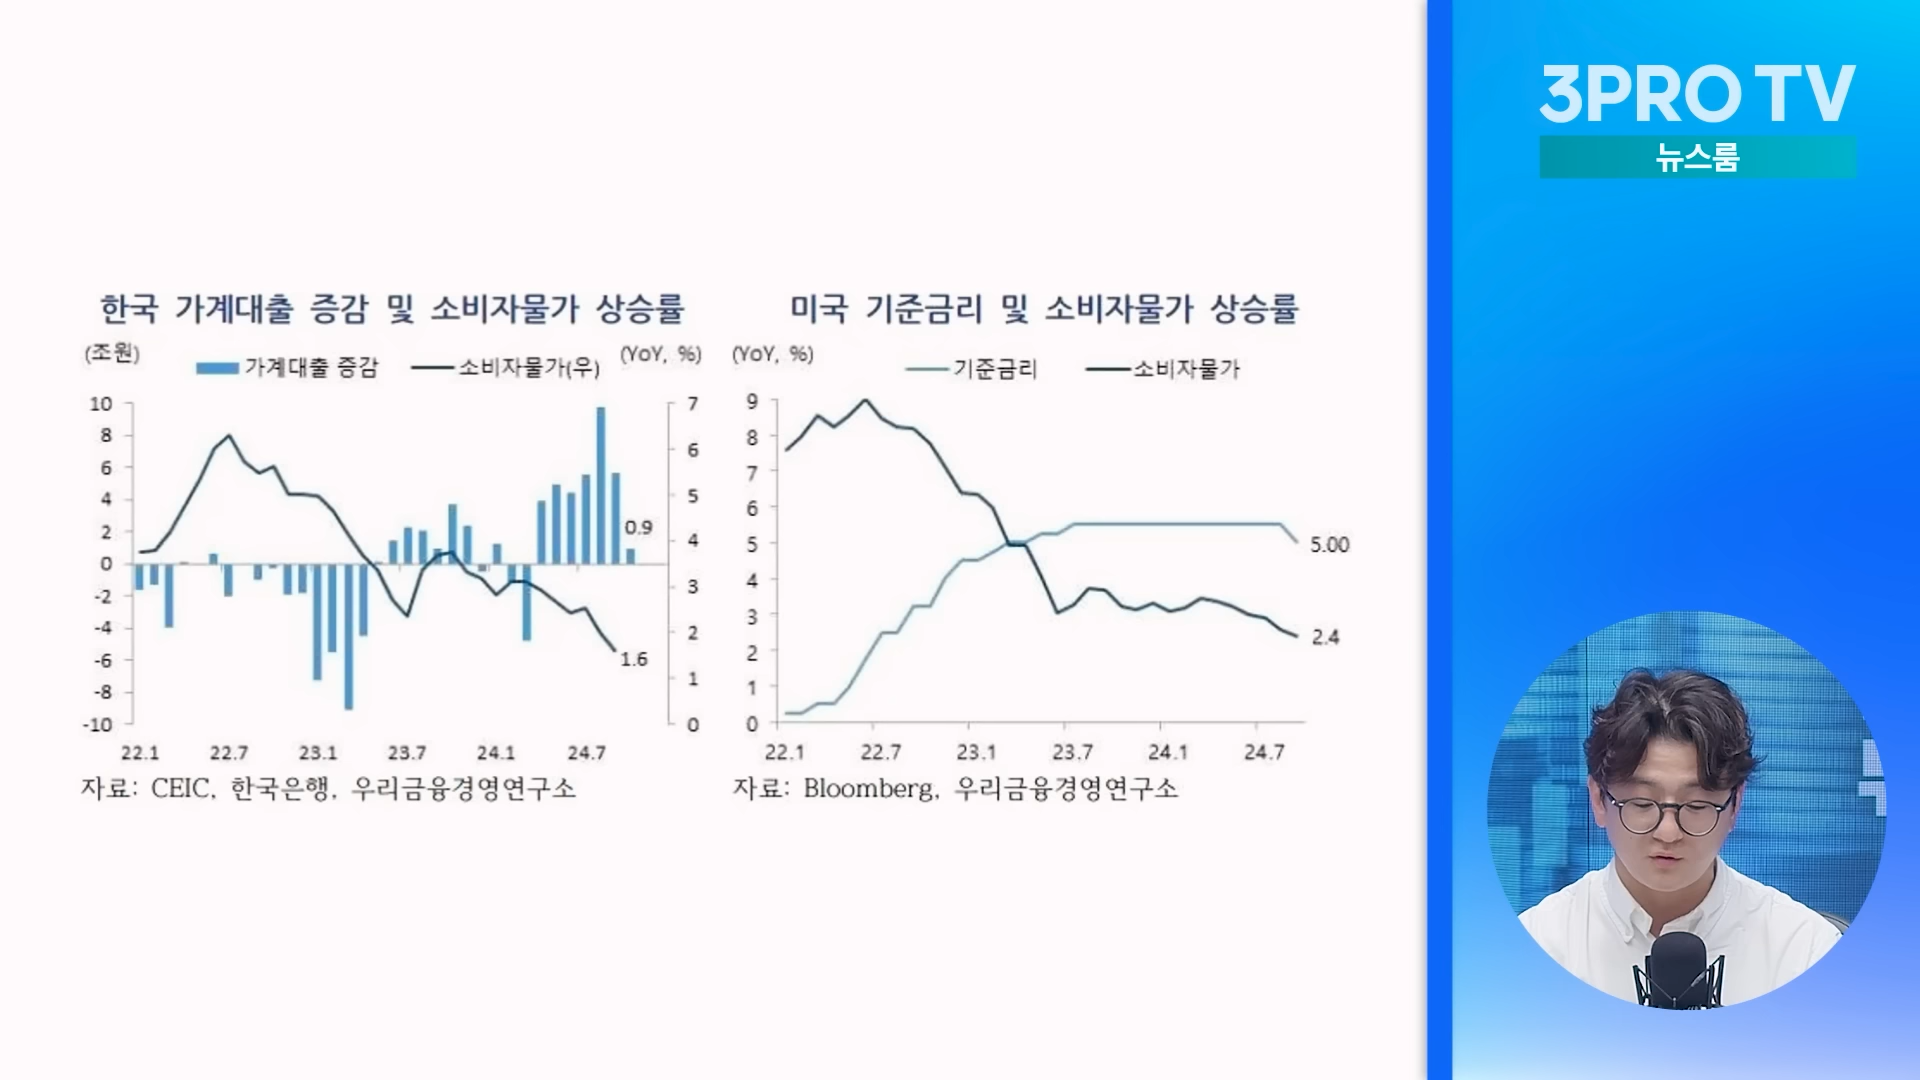 3PRO TV
뉴스룸
한국 가계대출 증감 및 소비자물가 상승률
(조원)
가계대출 증감
소비자물가(우)
(YoY, %)
10
8
6
4
2
0
-2
-4
-6
-8
-10
7
6
5
4
3
2
1
0
0.9
1.6
22.1 22.7 23.1 23.7 24.1 24.7
자료: CEIC, 한국은행, 우리금융경영연구소
미국 기준금리 및 소비자물가 상승률
(YoY, %)
기준금리
소비자물가
9
8
7
6
5
4
3
2
1
0
5.00
2.4
22.1 22.7 23.1 23.7 24.1 24.7
자료: Bloomberg, 우리금융경영연구소